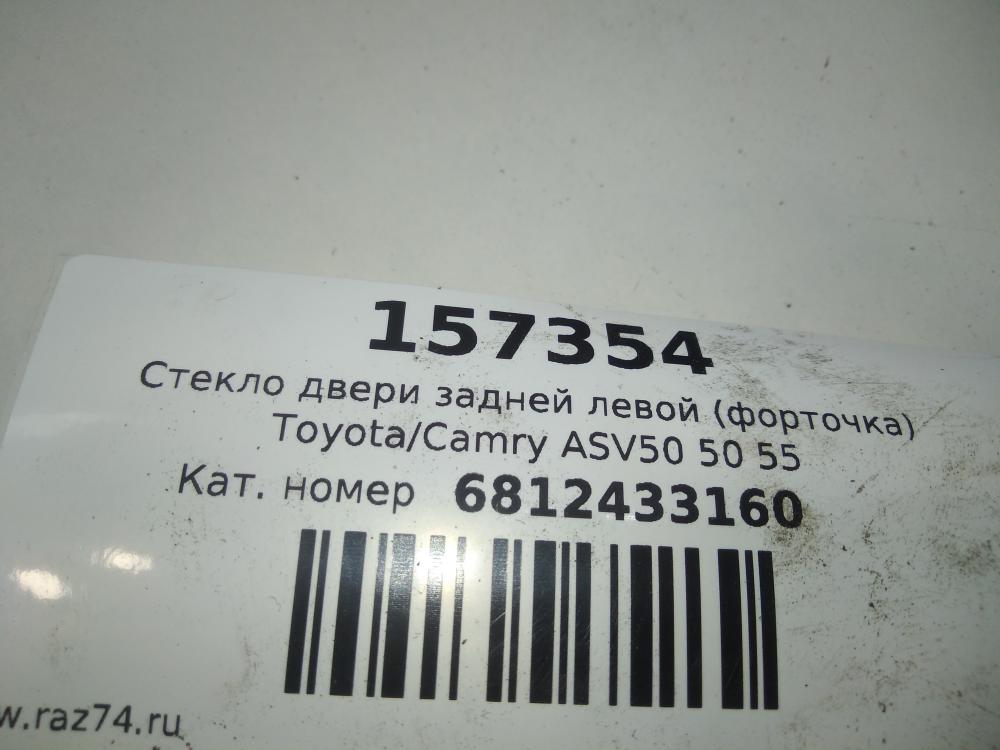 157354
Стекло двери задней левой (форточка)
Toyota/Camry ASV50 50 55
Кат. номер 6812433160
w.raz74.ru